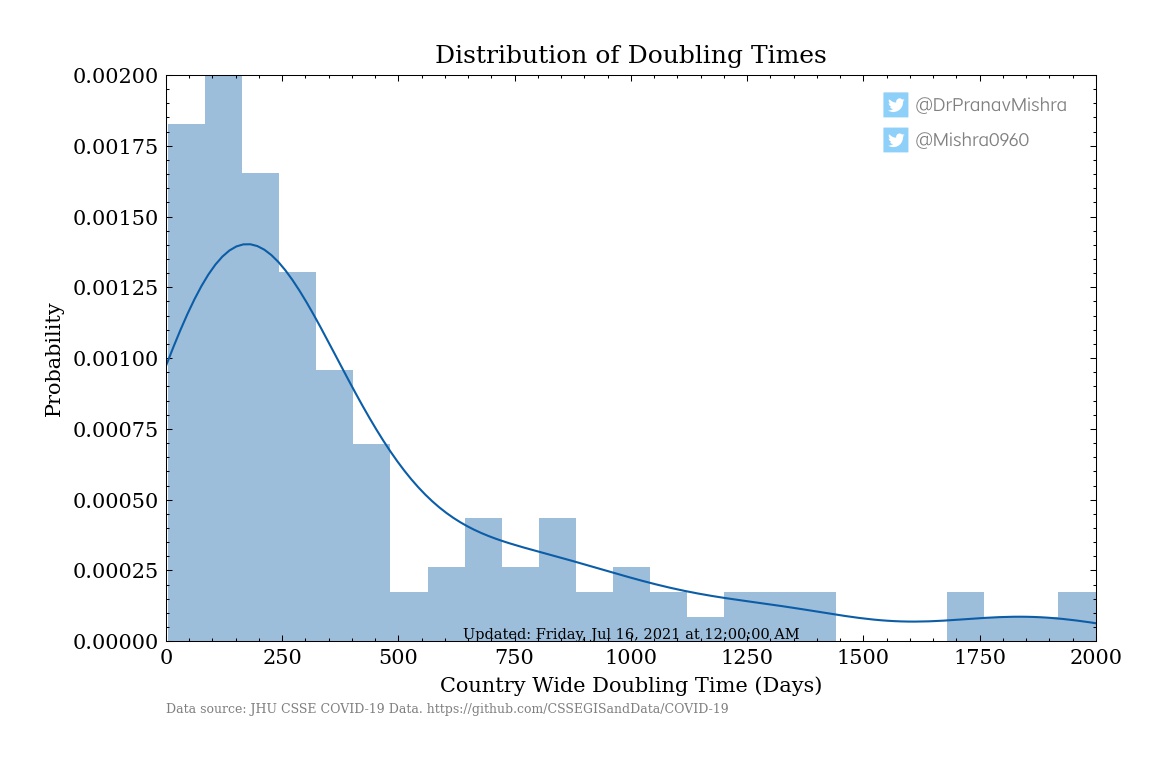 Distribution of Doubling Times
@DrPranavMishra
@Mishra0960
0.00200
0.00175
0.00150
0.00125
0.00100
0.00075
0.00050
0.00025
0.00000
Probability
Updated: Friday, Jul 16, 2021 at 12:00:00 AM
0 250 500 750 1000 1250 1500 1750 2000
Country Wide Doubling Time (Days)
Data source: JHU CSSE COVID-19 Data. https://github.com/CSSEGISandData/COVID-19